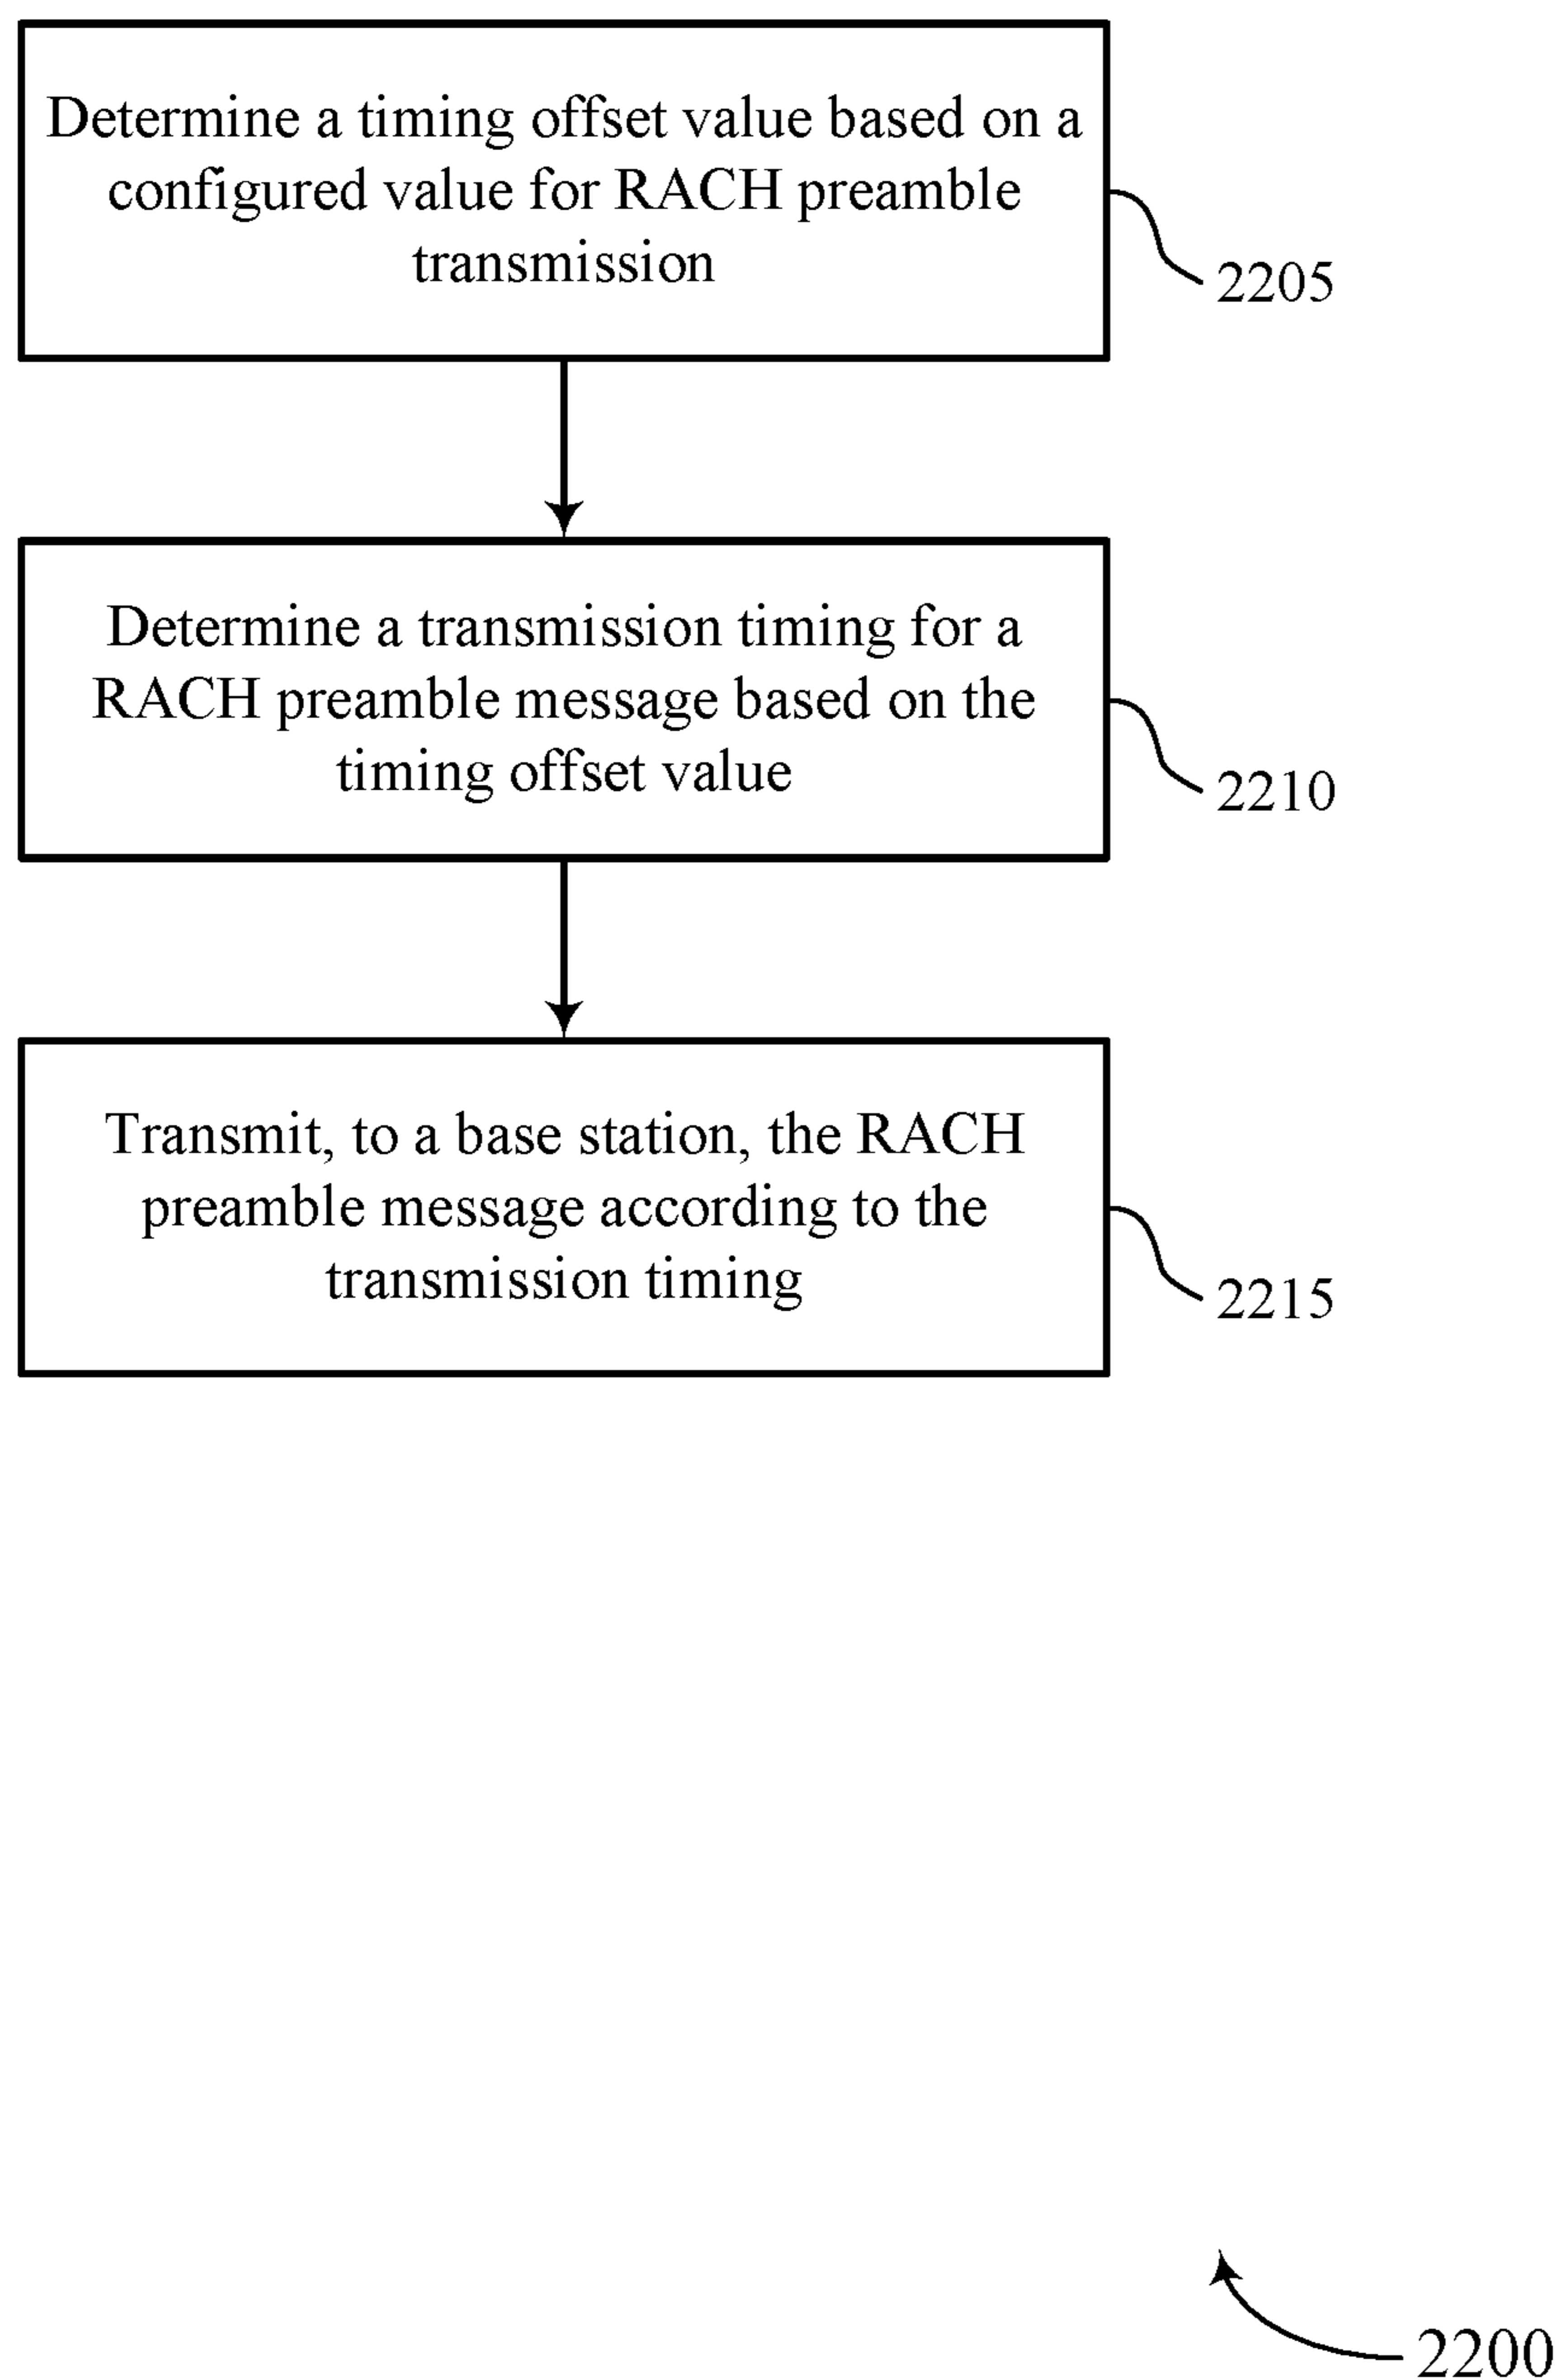 Determine a timing offset value based on a
configured value for RACH preamble
transmission
2205
Determine a transmission timing for a
RACH preamble message based on the
timing offset value
2210
Transmit, to a base station, the RACH
preamble message according to the
transmission timing
2215
2200